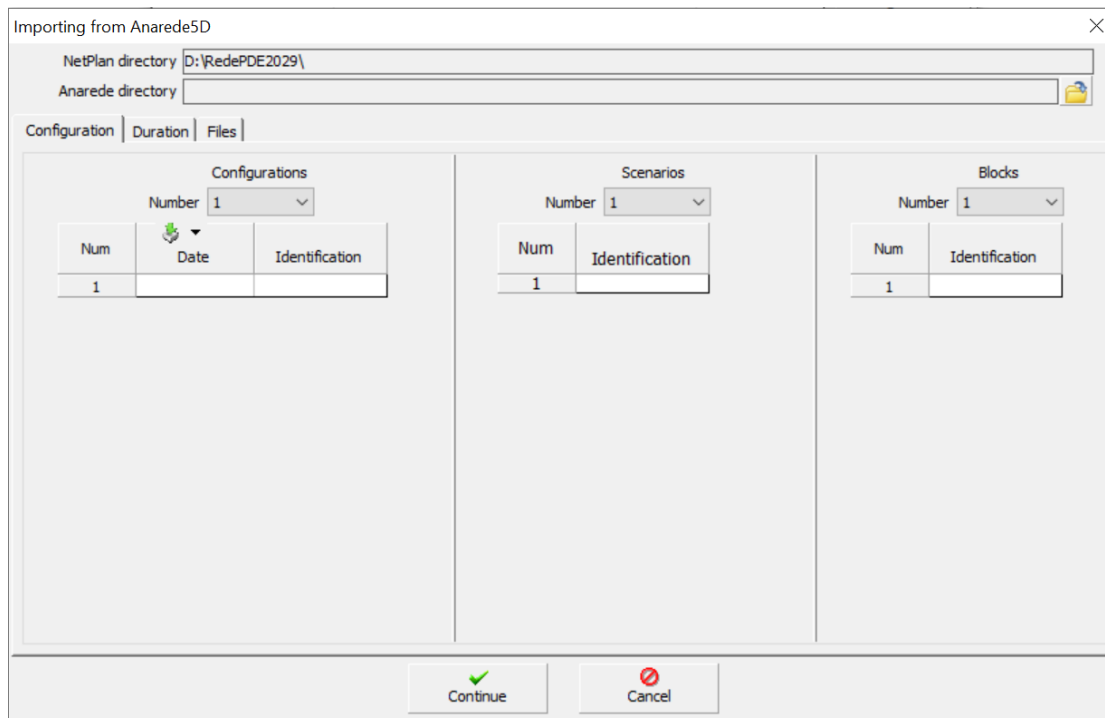 Importing from Anarede5D
NetPlan directory D:\RedePDE2029\
Anarede directory
Configuration Duration Files
Configurations
Number 1
Num Date Identification
1
Scenarios
Number 1
Num Identification
1
Blocks
Number 1
Num Identification
1
Continue Cancel